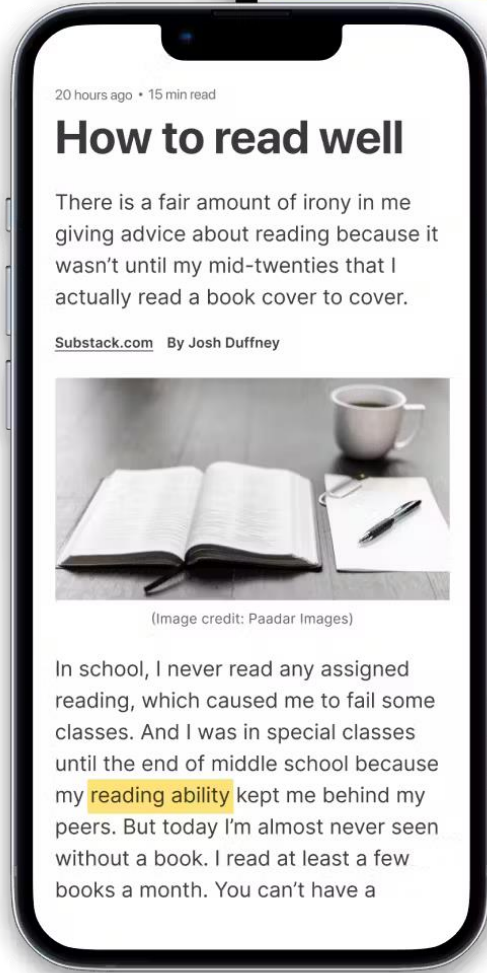 20 hours ago • 15 min read
How to read well
There is a fair amount of irony in me
giving advice about reading because it
wasn’t until my mid-twenties that I
actually read a book cover to cover.
Substack.com By Josh Duffney
(Image credit: Paadar Images)
In school, I never read any assigned
reading, which caused me to fail some
classes. And I was in special classes
until the end of middle school because
my reading ability kept me behind my
peers. But today I’m almost never seen
without a book. I read at least a few
books a month. You can’t have a